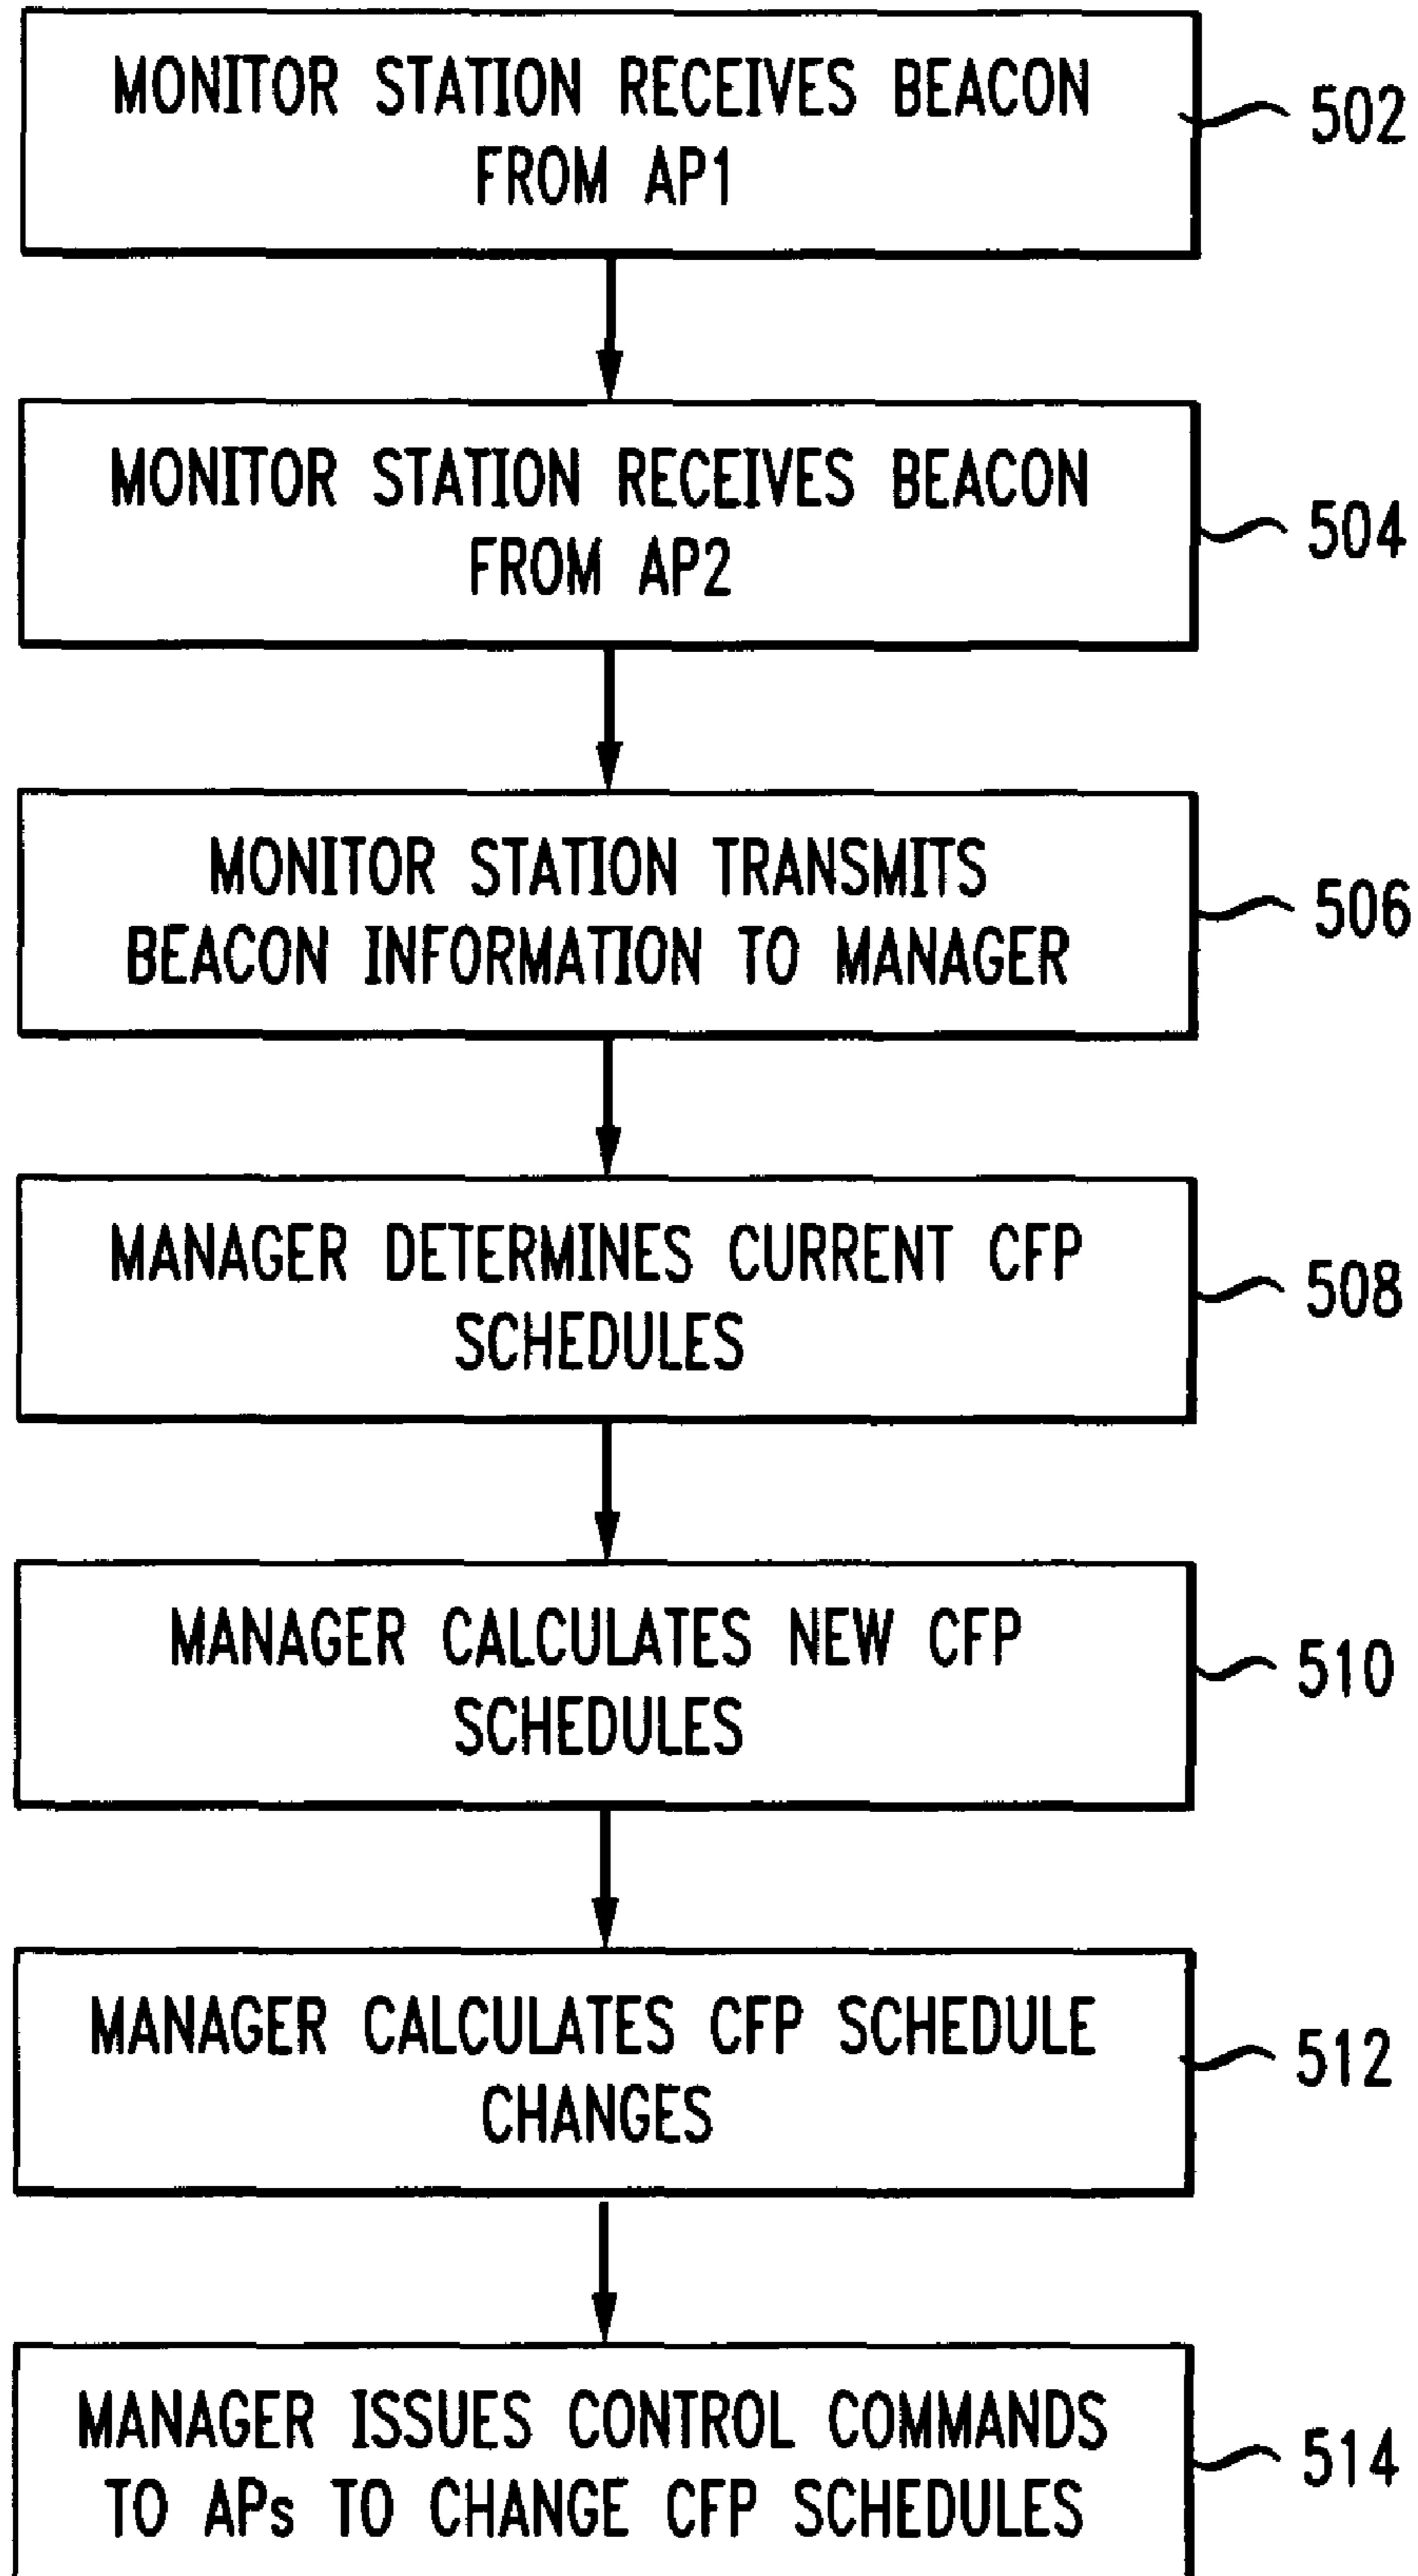 MONITOR STATION RECEIVES BEACON
FROM AP1
502
MONITOR STATION RECEIVES BEACON
FROM AP2
504
MONITOR STATION TRANSMITS
BEACON INFORMATION TO MANAGER
506
MANAGER DETERMINES CURRENT CFP
SCHEDULES
508
MANAGER CALCULATES NEW CFP
SCHEDULES
510
MANAGER CALCULATES CFP SCHEDULE
CHANGES
512
MANAGER ISSUES CONTROL COMMANDS
TO APs TO CHANGE CFP SCHEDULES
514